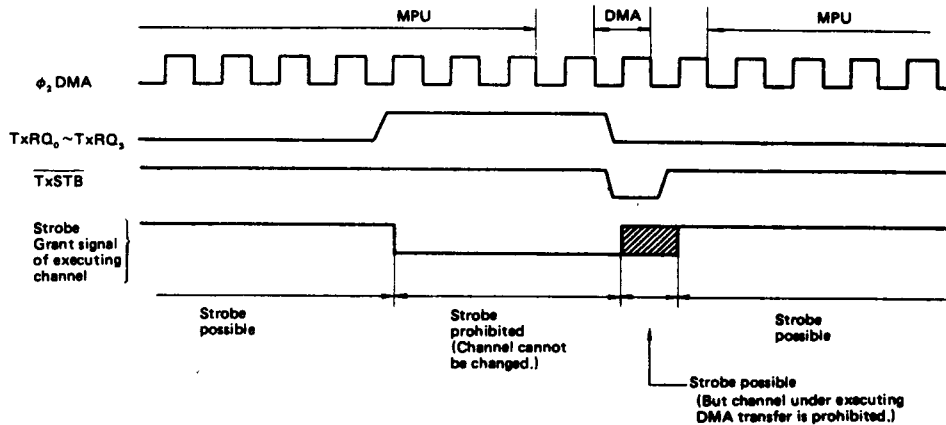 MPU
DMA
MPU
φ₂ DMA
TxRQ₀ ~ TxRQ₃
TxSTB
Strobe
Grant signal
of executing
channel
Strobe
possible
Strobe
prohibited
(Channel cannot
be changed.)
Strobe
possible
Strobe possible
(But channel under executing
DMA transfer is prohibited.)